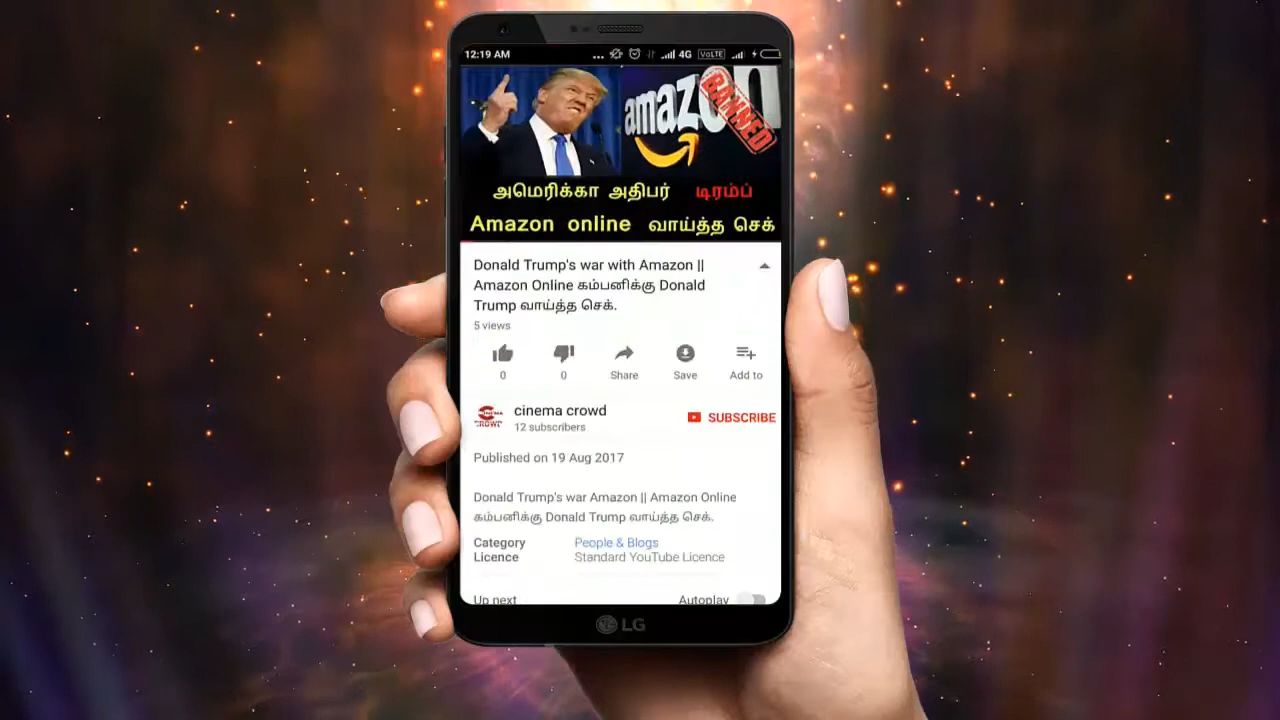 12:19 AM ... 4G VoLTE
amazon
BANNED
அமெரிக்கா அதிபர் டிரம்ப்
Amazon online வாய்த்த செக்
Donald Trump's war with Amazon ||
Amazon Online கம்பனிக்கு Donald
Trump வாய்த்த செக்.
5 views
0 0 Share Save Add to
CINEMA
CROWD
cinema crowd
SUBSCRIBE
12 subscribers
Published on 19 Aug 2017
Donald Trump's war Amazon || Amazon Online
கம்பனிக்கு Donald Trump வாய்த்த செக்.
Category People & Blogs
Licence Standard YouTube Licence
Up next Autoplay
LG